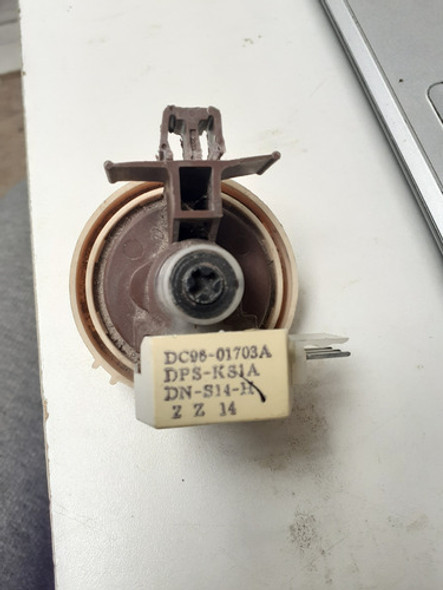 DC96-01703A
DPS-KS1A
DN-S14-H
Z Z 14